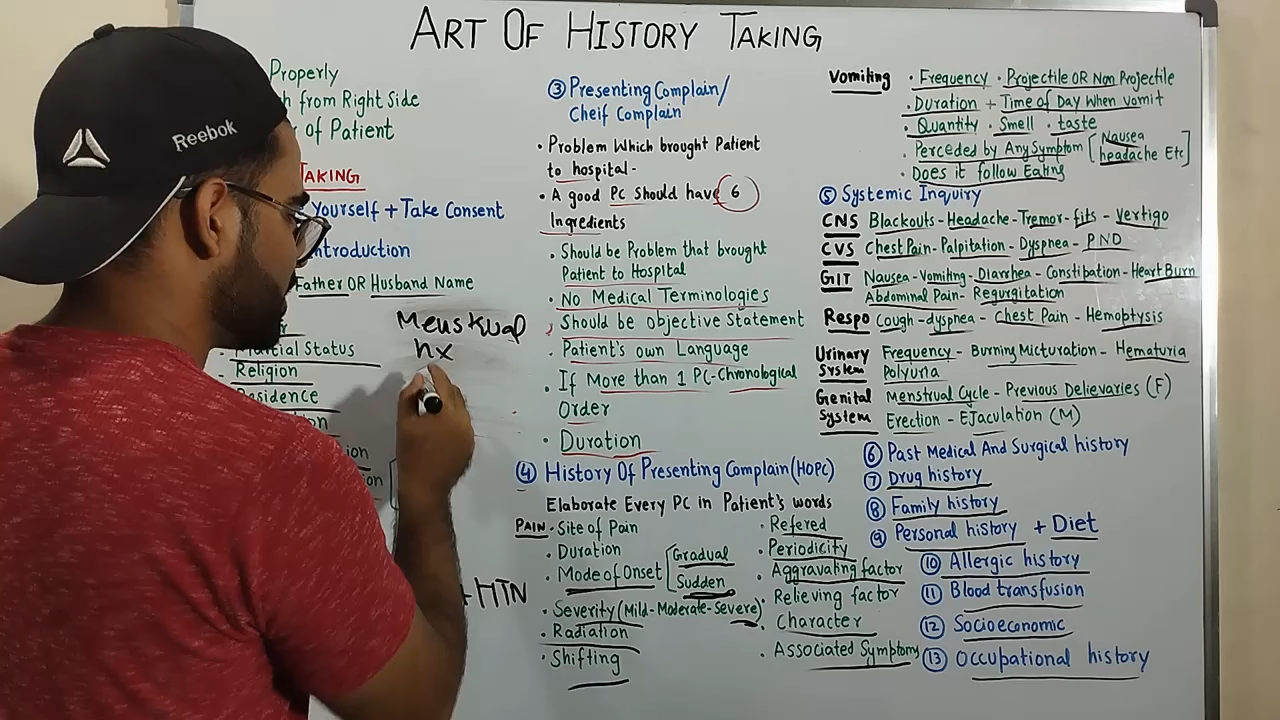 ART OF HISTORY TAKING
Reebok
Properly
from Right Side
of Patient
TAKING
Yourself + Take Consent
Introduction
Father OR Husband Name
Status
- Religion
Residence
Menstrual
hx
+ HTN
③ Presenting Complain/
Cheif Complain
· Problem Which brought Patient
to hospital-
· A good PC Should have 6
Ingredients
· Should be Problem that brought
Patient to Hospital
· No Medical Terminologies
Should be objective Statement
· Patient's own Language
· If More than 1 PC-Chronological
Order
· Duration
④ History Of Presenting Complain (HOPC)
Elaborate Every PC in Patient's words
PAIN · Site of Pain
· Duration
· Mode of Onset [Gradual
Sudden
· Severity (Mild-Moderate-Severe)
· Radiation
· Shifting
· Refered
· Periodicity
· Aggravating factor
· Relieving factor
· Character
· Associated Symptoms
Vomiting · Frequency · Projectile OR Non Projectile
· Duration + Time of Day When vomit
· Quantity · Smell · taste
· Perceded by Any Symptom [Nausea
headache Etc]
· Does it follow Eating
⑤ Systemic Inquiry
CNS Blackouts - Headache - Tremor - fits - Vertigo
CVS Chest Pain - Palpitation - Dyspnea - PND
GIT Nausea - Vomiting - Diarrhea - Constibation - Heart Burn
Abdominal Pain - Regurgitation
Respo Cough - dyspnea - Chest Pain - Hemobtysis
Urinary System Frequency - Burning Micturation - Hematuria
Polyuria
Genital System Menstrual Cycle - Previous Delievaries (F)
Erection - Ejaculation (M)
⑥ Past Medical And Surgical history
⑦ Drug history
⑧ Family history
⑨ Personal history + Diet
⑩ Allergic history
⑪ Blood transfusion
⑫ Socioeconomic
⑬ Occupational history